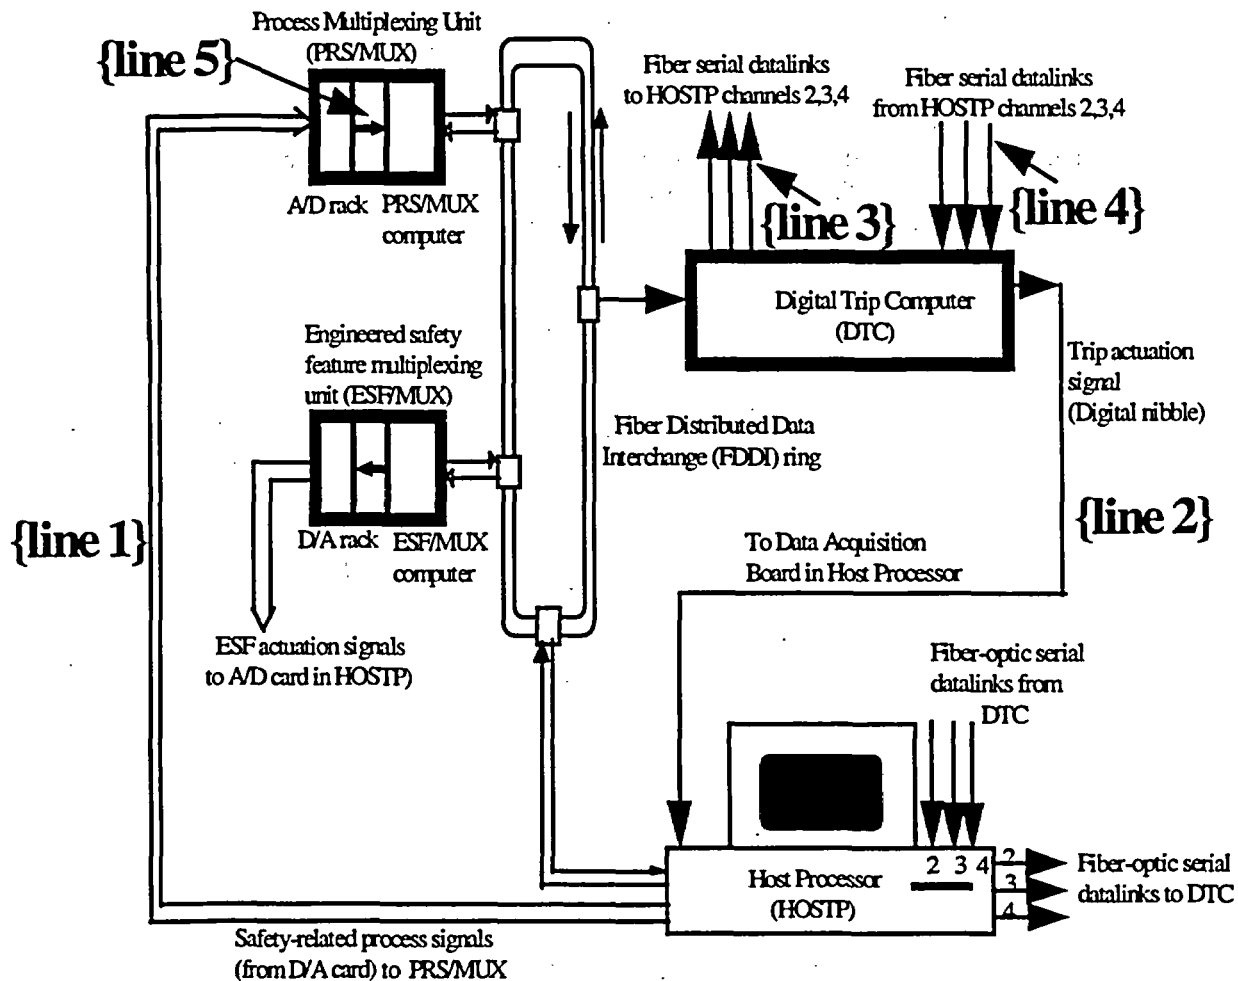 Process Multiplexing Unit
(PRS/MUX)
{line 5}
A/D rack
PRS/MUX
computer
Fiber serial datalinks
to HOSTP channels 2,3,4
Fiber serial datalinks
from HOSTP channels 2,3,4
{line 3}
{line 4}
Digital Trip Computer
(DTC)
Trip actuation
signal
(Digital nibble)
Engineered safety
feature multiplexing
unit (ESF/MUX)
D/A rack
ESF/MUX
computer
Fiber Distributed Data
Interchange (FDDI) ring
{line 1}
{line 2}
To Data Acquisition
Board in Host Processor
ESF actuation signals
to A/D card in HOSTP)
Fiber-optic serial
datalinks from
DTC
2 3 4
2
3
4
Host Processor
(HOSTP)
Fiber-optic serial
datalinks to DTC
Safety-related process signals
(from D/A card) to PRS/MUX